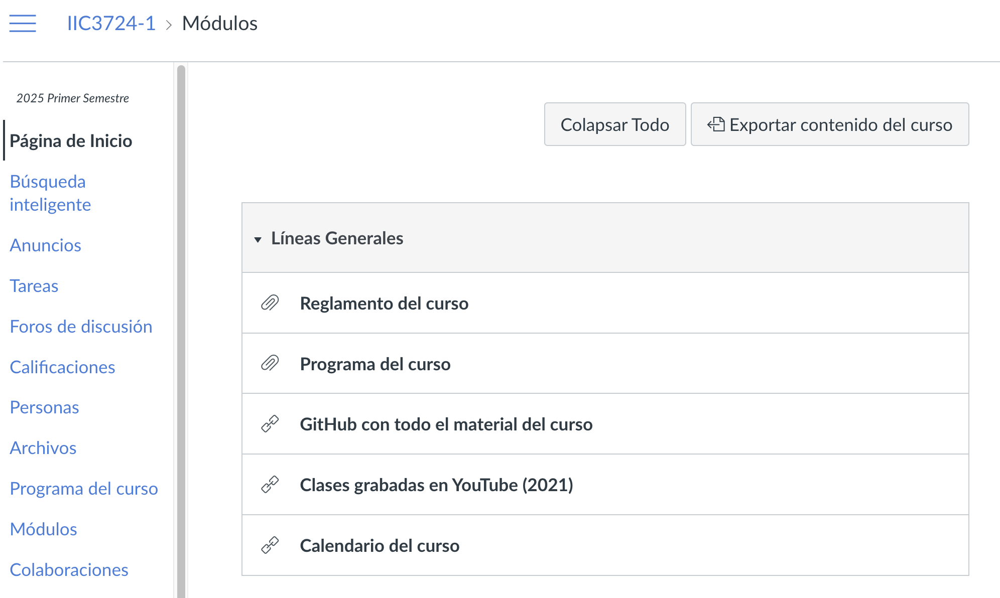 IIC3724-1 > Módulos
2025 Primer Semestre
Página de Inicio
Búsqueda
inteligente
Anuncios
Tareas
Foros de discusión
Calificaciones
Personas
Archivos
Programa del curso
Módulos
Colaboraciones
Colapsar Todo
Exportar contenido del curso
Líneas Generales
Reglamento del curso
Programa del curso
GitHub con todo el material del curso
Clases grabadas en YouTube (2021)
Calendario del curso